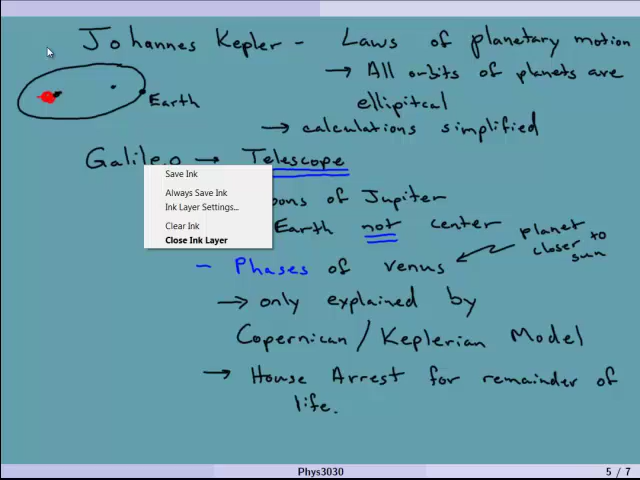 Johannes Kepler - Laws of planetary motion
→ All orbits of planets are
ellipitcal
Earth
→ calculations simplified
Galileo → Telescope
Save Ink
Always Save Ink
Ink Layer Settings...
Clear Ink
Close Ink Layer
oons of Jupiter
Earth not center
planet
closer to
sun
- Phases of venus
→ only explained by
Copernican / Keplerian Model
→ House Arrest for remainder of
life.
Phys3030
5 / 7